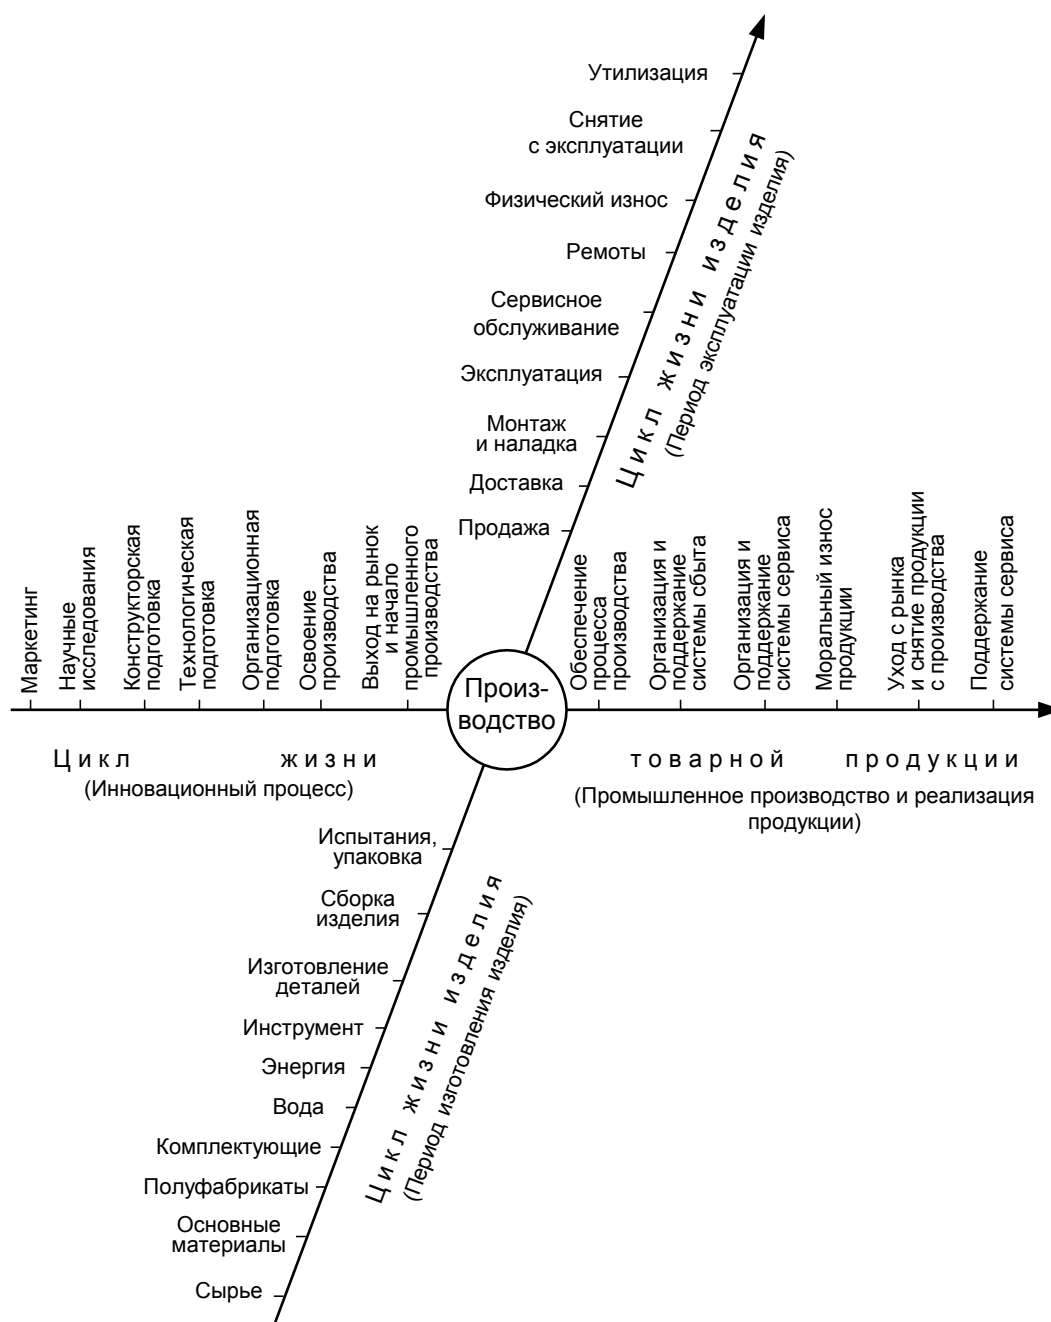 Утилизация
Снятие
с эксплуатации
Физический износ
Ремоты
Сервисное
обслуживание
Эксплуатация
Монтаж
и наладка
Доставка
Продажа
Цикл жизни изделия
(Период эксплуатации изделия)
Маркетинг
Научные
исследования
Конструкторская
подготовка
Технологическая
подготовка
Организационная
подготовка
Освоение
производства
Выход на рынок
и начало
промышленного
производства
Произ-
водство
Обеспечение
процесса
производства
Организация и
поддержание
системы сбыта
Организация и
поддержание
системы сервиса
Моральный износ
продукции
Уход с рынка
и снятие продукции
с производства
Поддержание
системы сервиса
Цикл жизни товарной продукции
(Инновационный процесс)
(Промышленное производство и реализация
продукции)
Испытания,
упаковка
Сборка
изделия
Изготовление
деталей
Инструмент
Энергия
Вода
Комплектующие
Полуфабрикаты
Основные
материалы
Сырье
Цикл жизни изделия
(Период изготовления изделия)